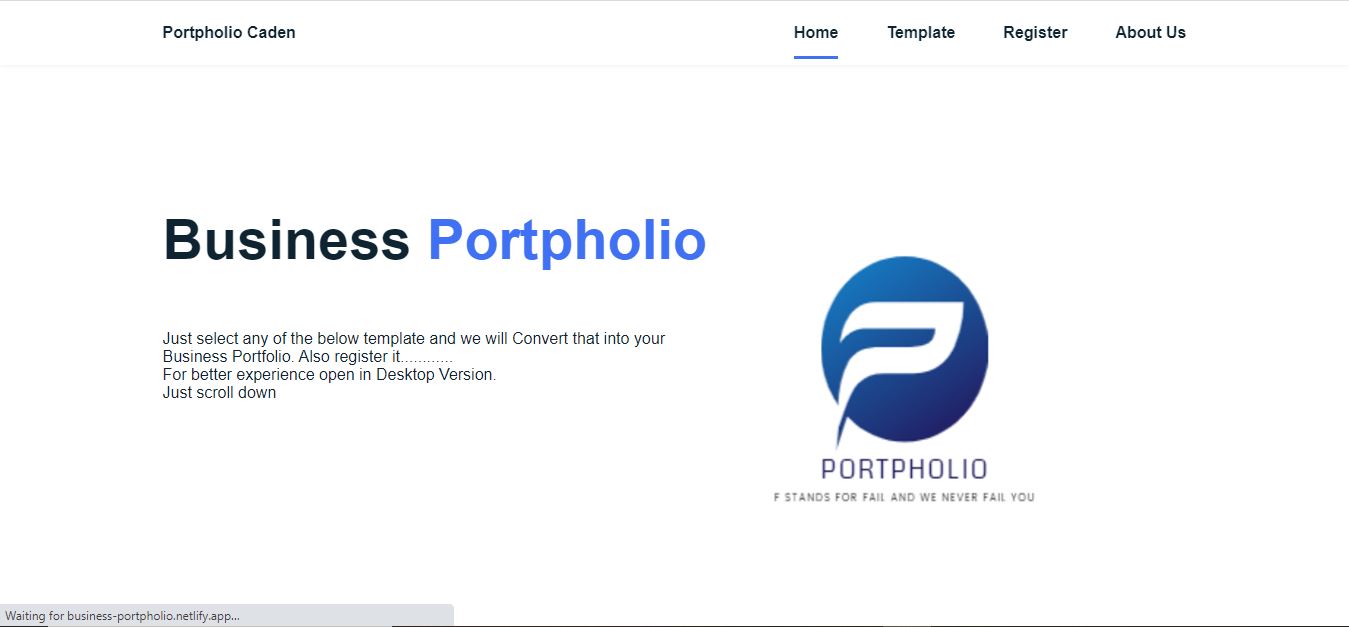 Portpholio Caden
Home
Template
Register
About Us
Business Portpholio
Just select any of the below template and we will Convert that into your
Business Portfolio. Also register it............
For better experience open in Desktop Version.
Just scroll down
PORTPHOLIO
F STANDS FOR FAIL AND WE NEVER FAIL YOU
Waiting for business-portpholio.netlify.app...